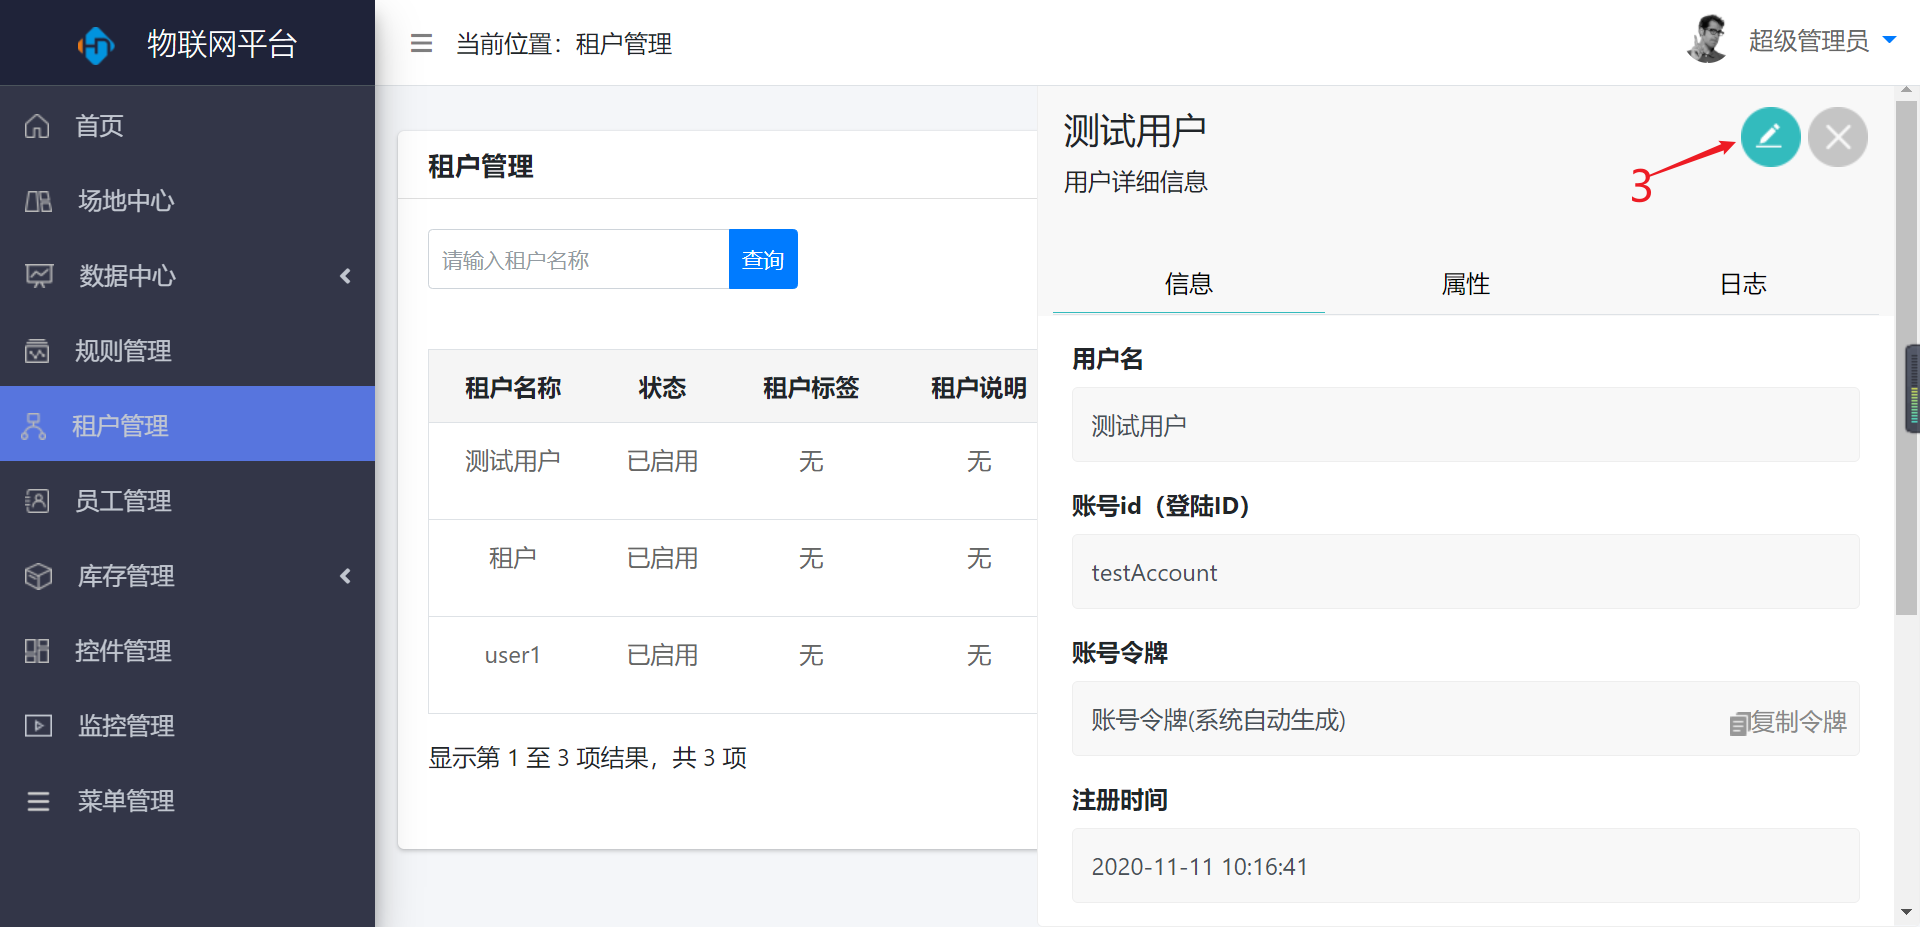 物联网平台
当前位置：租户管理
超级管理员
首页
场地中心
数据中心
规则管理
租户管理
员工管理
库存管理
控件管理
监控管理
菜单管理
租户管理
请输入租户名称
查询
租户名称 状态 租户标签 租户说明
测试用户 已启用 无 无
租户 已启用 无 无
user1 已启用 无 无
显示第 1 至 3 项结果，共 3 项
测试用户
用户详细信息
3
信息 属性 日志
用户名
测试用户
账号id（登陆ID）
testAccount
账号令牌
账号令牌(系统自动生成)
复制令牌
注册时间
2020-11-11 10:16:41